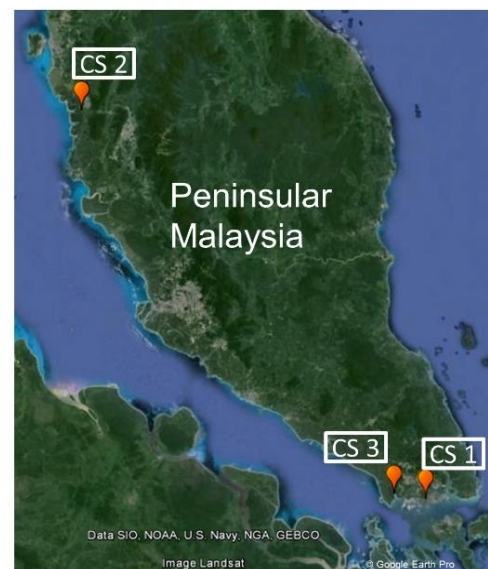 CS 2
Peninsular
Malaysia
CS 3
CS 1
Data SIO, NOAA, U.S. Navy, NGA, GEBCO
Image Landsat
© Google Earth Pro